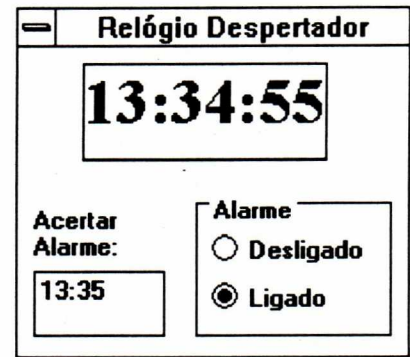 Relógio Despertador
13:34:55
Acertar
Alarme:
13:35
Alarme
Desligado
Ligado